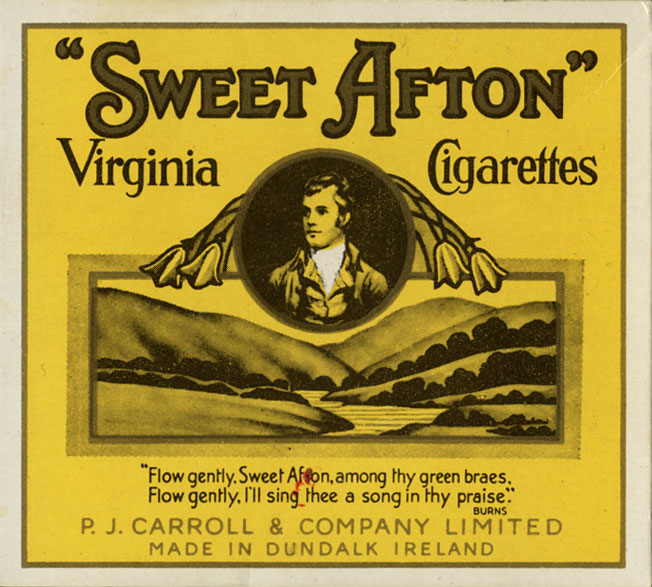 “SWEET AFTON”
Virginia Cigarettes
“Flow gently, Sweet Afton, among thy green braes,
Flow gently, I'll sing thee a song in thy praise.”
BURNS
P. J. CARROLL & COMPANY LIMITED
MADE IN DUNDALK IRELAND